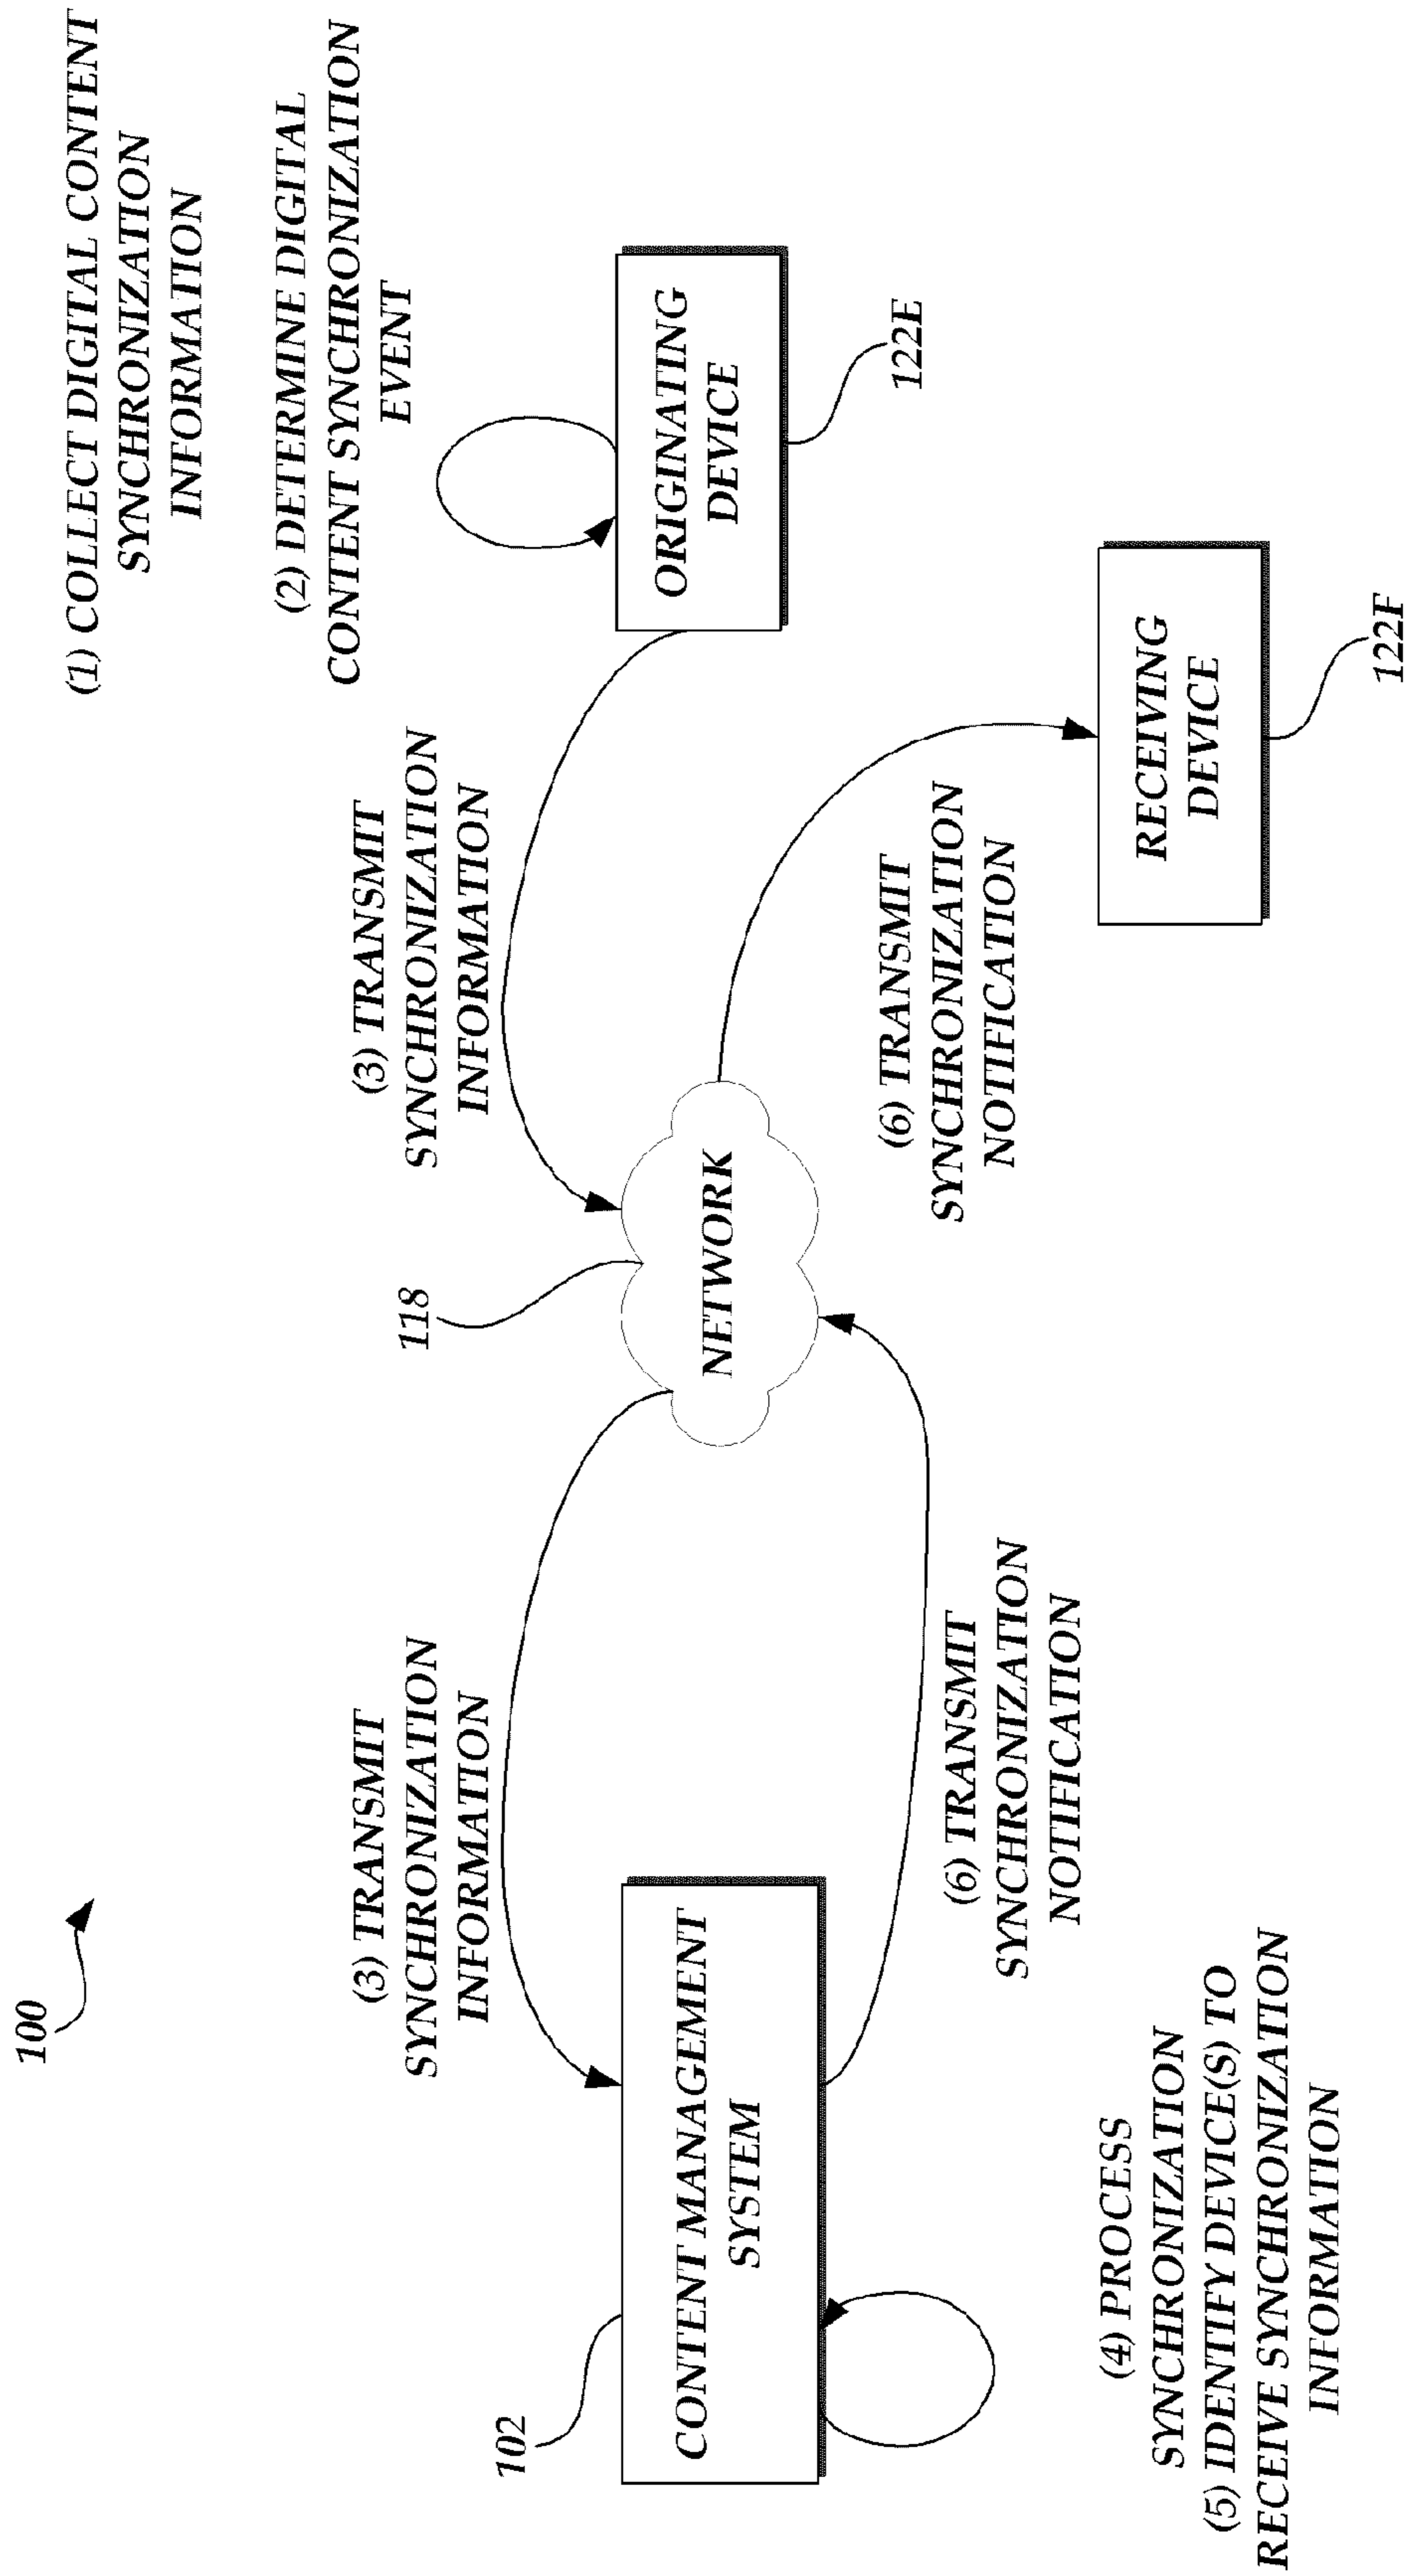 100
(1) COLLECT DIGITAL CONTENT
SYNCHRONIZATION
INFORMATION
(2) DETERMINE DIGITAL
CONTENT SYNCHRONIZATION
EVENT
(3) TRANSMIT
SYNCHRONIZATION
INFORMATION
118
(3) TRANSMIT
SYNCHRONIZATION
INFORMATION
102
CONTENT MANAGEMENT
SYSTEM
NETWORK
ORIGINATING
DEVICE
122E
(6) TRANSMIT
SYNCHRONIZATION
NOTIFICATION
(6) TRANSMIT
SYNCHRONIZATION
NOTIFICATION
RECEIVING
DEVICE
122F
(4) PROCESS
SYNCHRONIZATION
(5) IDENTIFY DEVICE(S) TO
RECEIVE SYNCHRONIZATION
INFORMATION